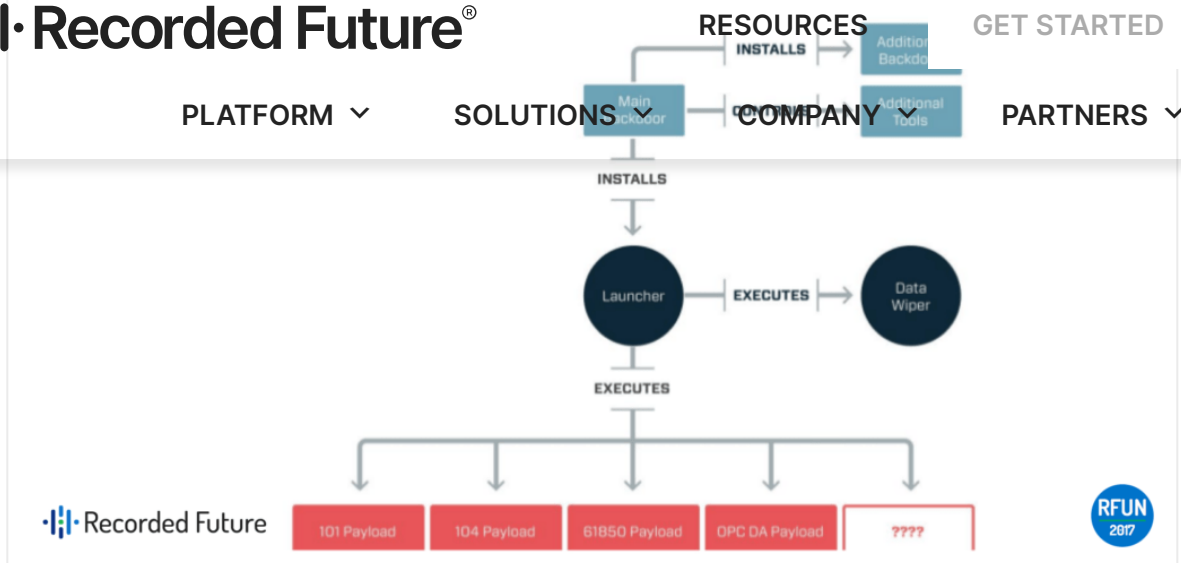 Recorded Future®
RESOURCES
GET STARTED
INSTALLS
PLATFORM
SOLUTIONS
COMPANY
PARTNERS
Main
Additional
Tools
INSTALLS
Launcher
EXECUTES
Data
Wiper
EXECUTES
101 Payload
104 Payload
61850 Payload
OPC DA Payload
????
Recorded Future
RFUN
2017